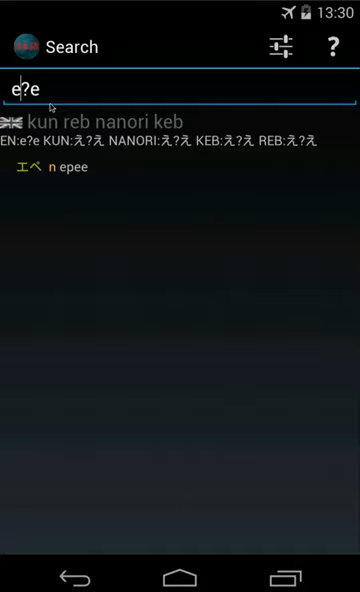 13:30
Search
?
e?e
kun reb nanori keb
EN:e?e KUN:え?え NANORI:え?え KEB:え?え REB:え?え
エペ n epee